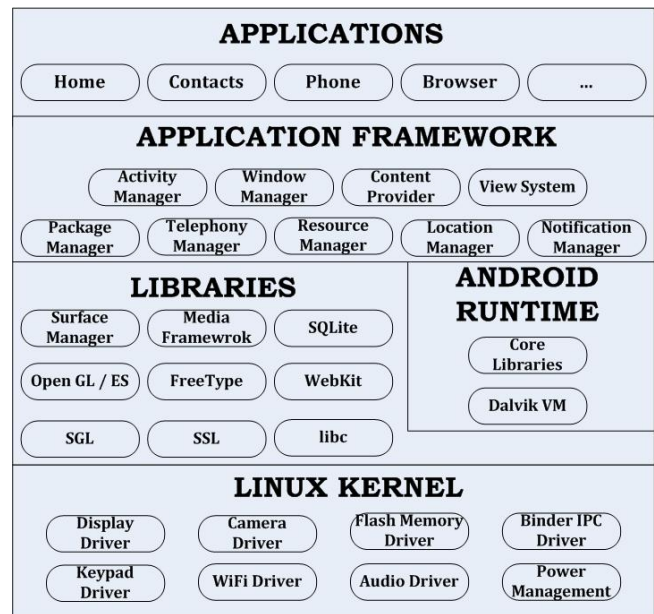 APPLICATIONS
Home
Contacts
Phone
Browser
...
APPLICATION FRAMEWORK
Activity
Manager
Window
Manager
Content
Provider
View System
Package
Manager
Telephony
Manager
Resource
Manager
Location
Manager
Notification
Manager
LIBRARIES
Surface
Manager
Media
Framewrok
SQLite
Open GL / ES
FreeType
WebKit
SGL
SSL
libc
ANDROID
RUNTIME
Core
Libraries
Dalvik VM
LINUX KERNEL
Display
Driver
Camera
Driver
Flash Memory
Driver
Binder IPC
Driver
Keypad
Driver
WiFi Driver
Audio Driver
Power
Management